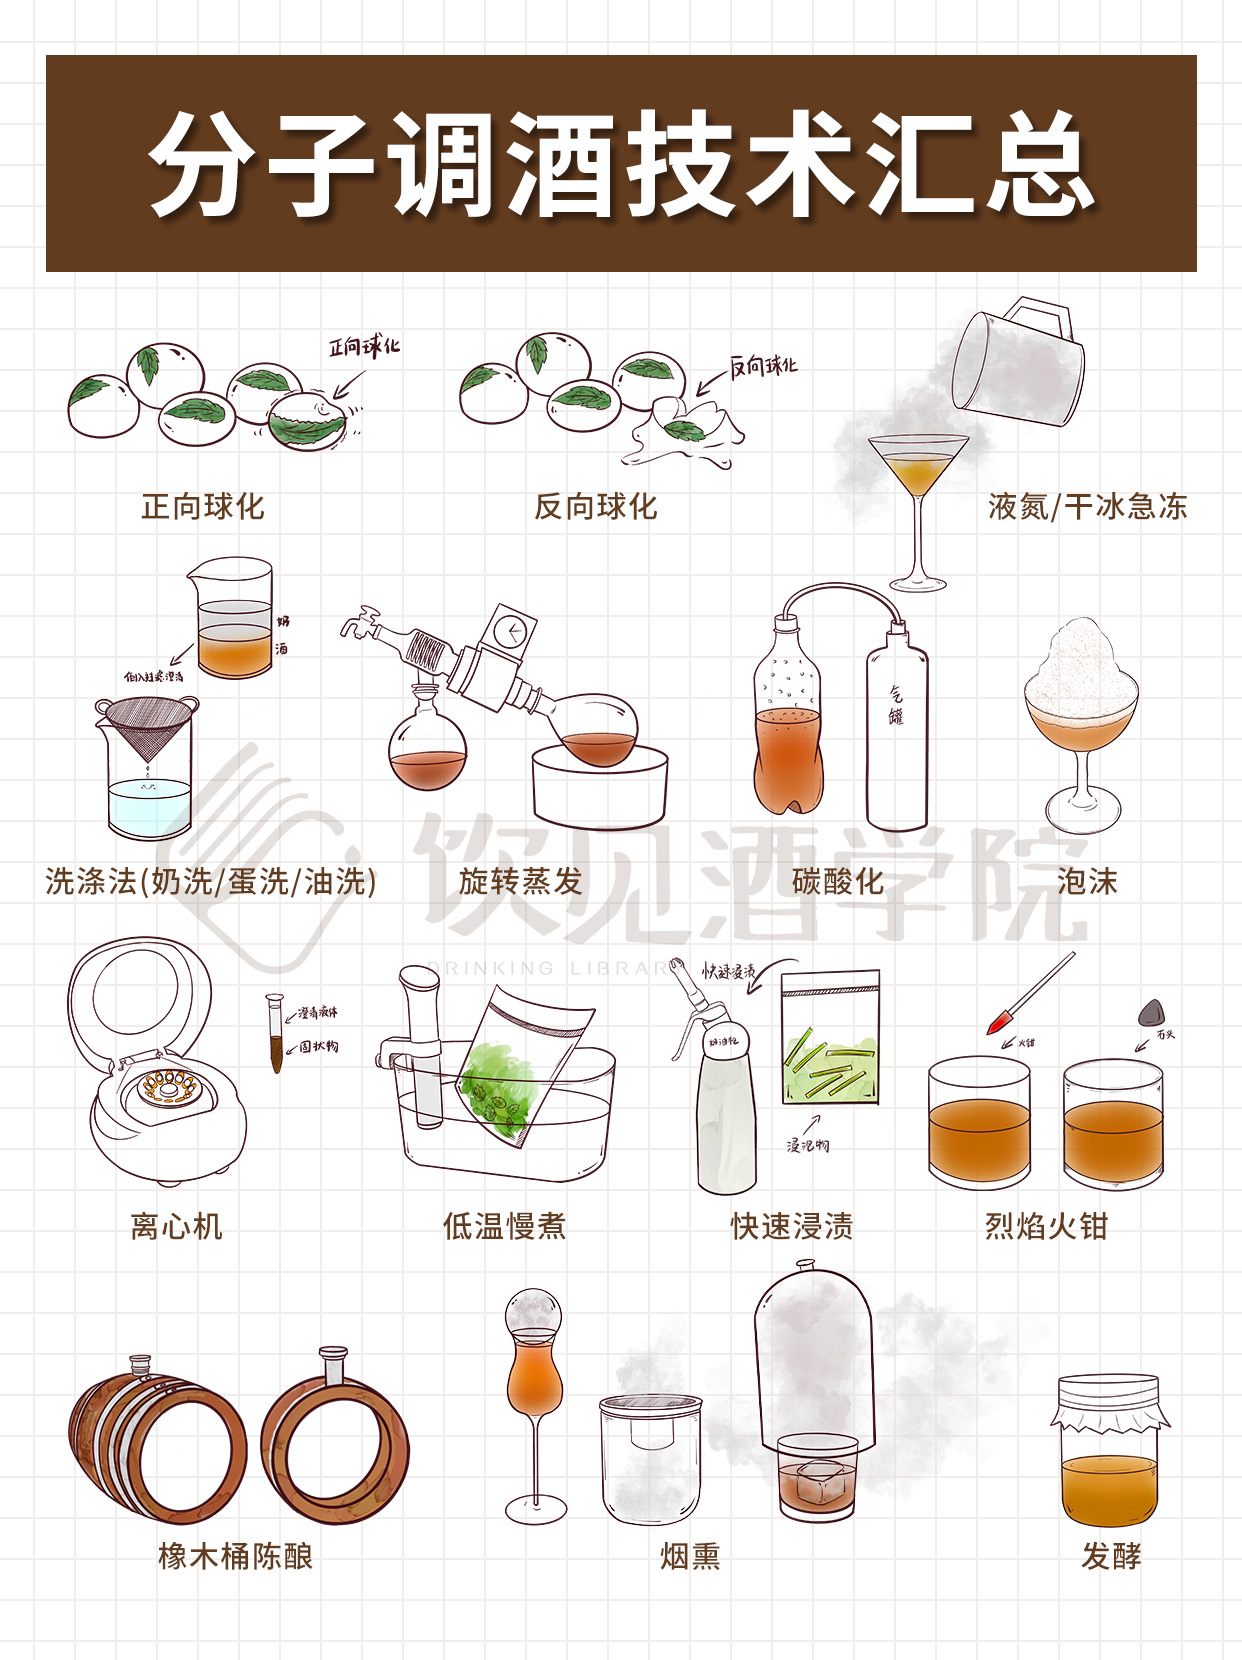 分子调酒技术汇总
正向球化
反向球化
正向球化
反向球化
液氮/干冰急冻
奶
酒
倒入过滤澄清
气罐
洗涤法(奶洗/蛋洗/油洗)
旋转蒸发
碳酸化
泡沫
饮见酒学院
DRINKING LIBRARY
澄清液体
固状物
快速浸渍
奶油枪
浸泡物
火钳
石头
离心机
低温慢煮
快速浸渍
烈焰火钳
橡木桶陈酿
烟熏
发酵